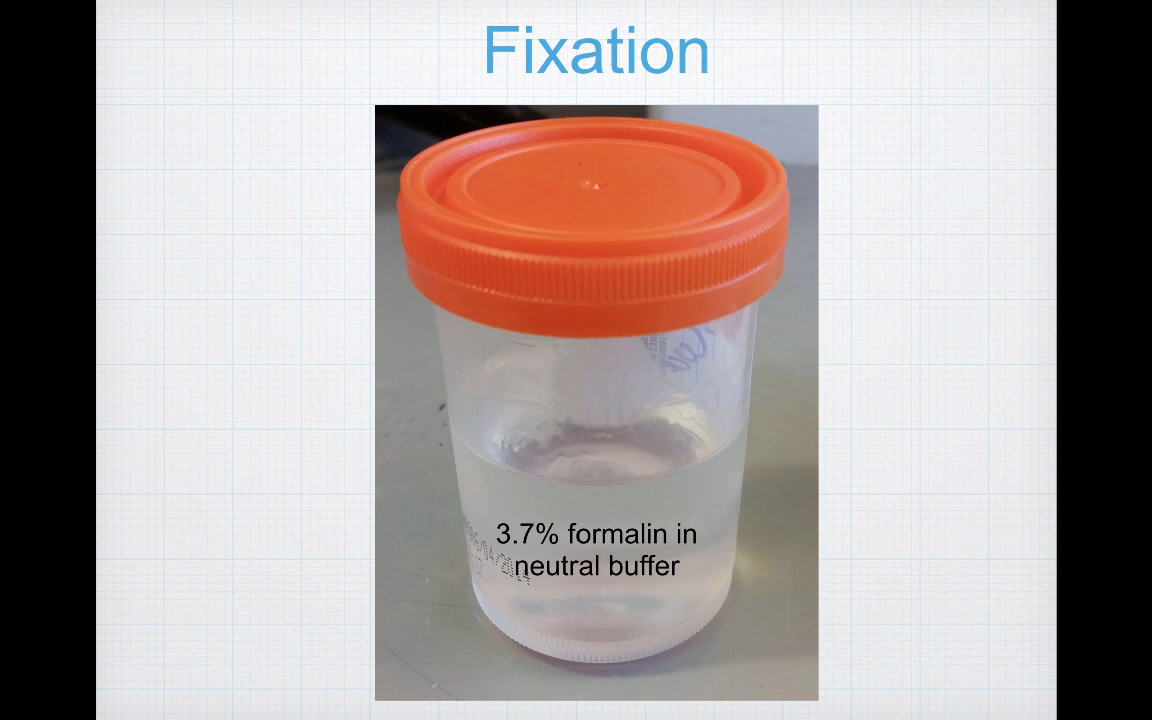 Fixation
3.7% formalin in
neutral buffer